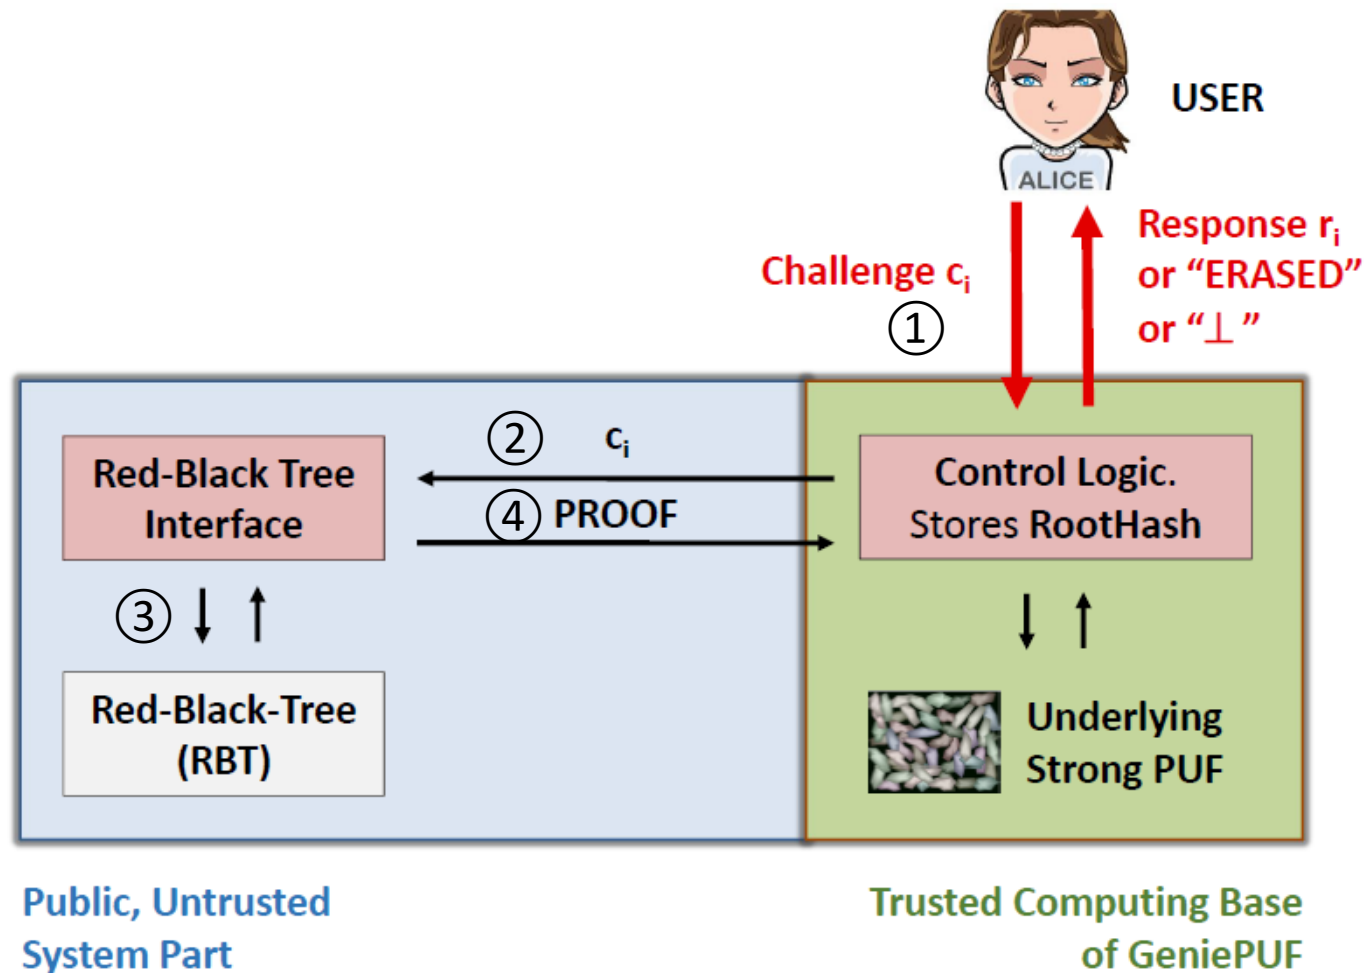 USER
ALICE
Response rᵢ
or “ERASED”
or “⊥”
Challenge cᵢ
①
② cᵢ
④ PROOF
Red-Black Tree
Interface
Control Logic.
Stores RootHash
③
Red-Black-Tree
(RBT)
Underlying
Strong PUF
Public, Untrusted
System Part
Trusted Computing Base
of GeniePUF